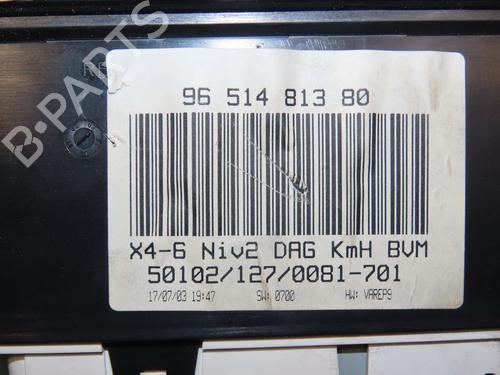 B-PARTS
96 514 813 80
X4-6 Niv2 DAG KmH BVM
50102/127/0081-701
17/07/03 19:47 SW: 0700 HW: VAREP9